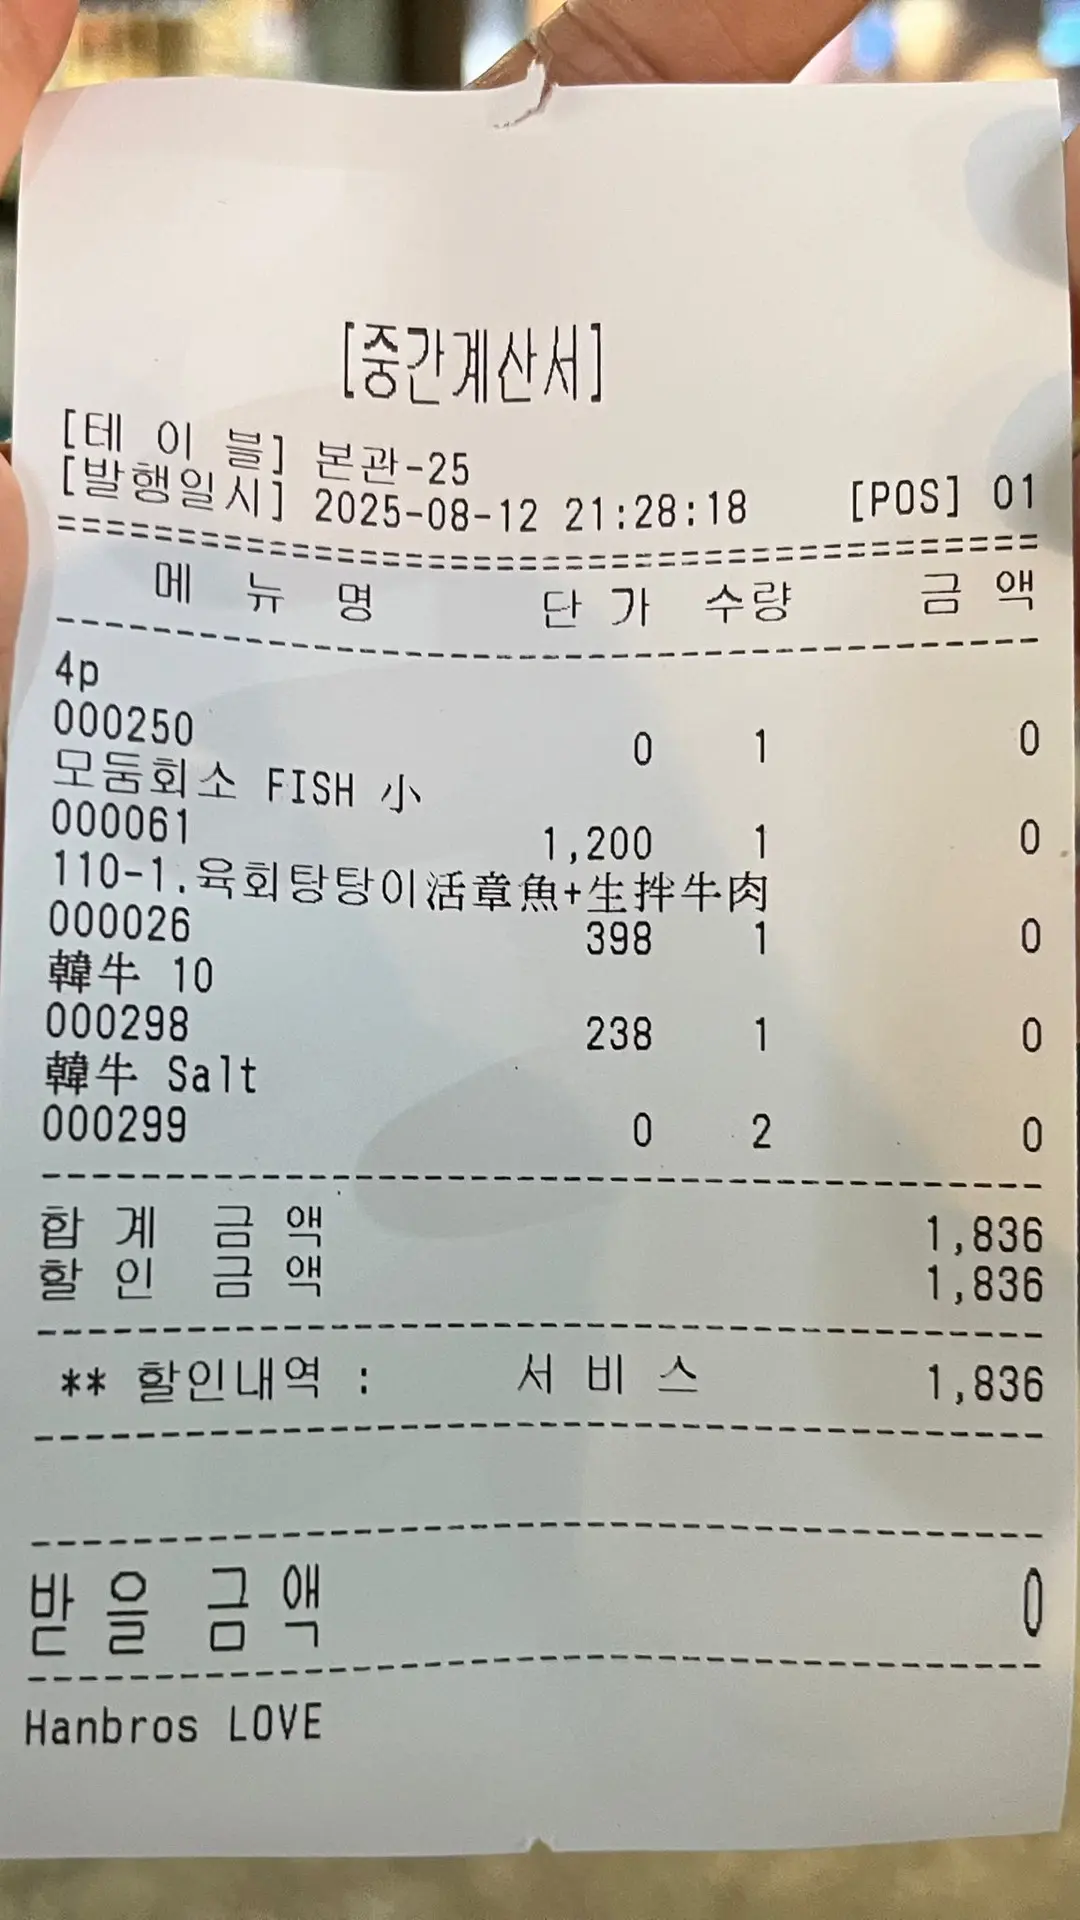 [중간계산서]
[테 이 블] 본관-25
[발행일시] 2025-08-12 21:28:18 [POS] 01
================================
메 뉴 명 단 가 수량 금 액
--------------------------------
4p
000250 0 1 0
모둠회소 FISH 小
000061 1,200 1 0
110-1.육회탕탕이活章魚+生拌牛肉
000026 398 1 0
韓牛 10
000298 238 1 0
韓牛 Salt
000299 0 2 0
--------------------------------
합 계 금 액 1,836
할 인 금 액 1,836
--------------------------------
** 할인내역 : 서 비 스 1,836
--------------------------------
--------------------------------
받 을 금 액 0
--------------------------------
Hanbros LOVE